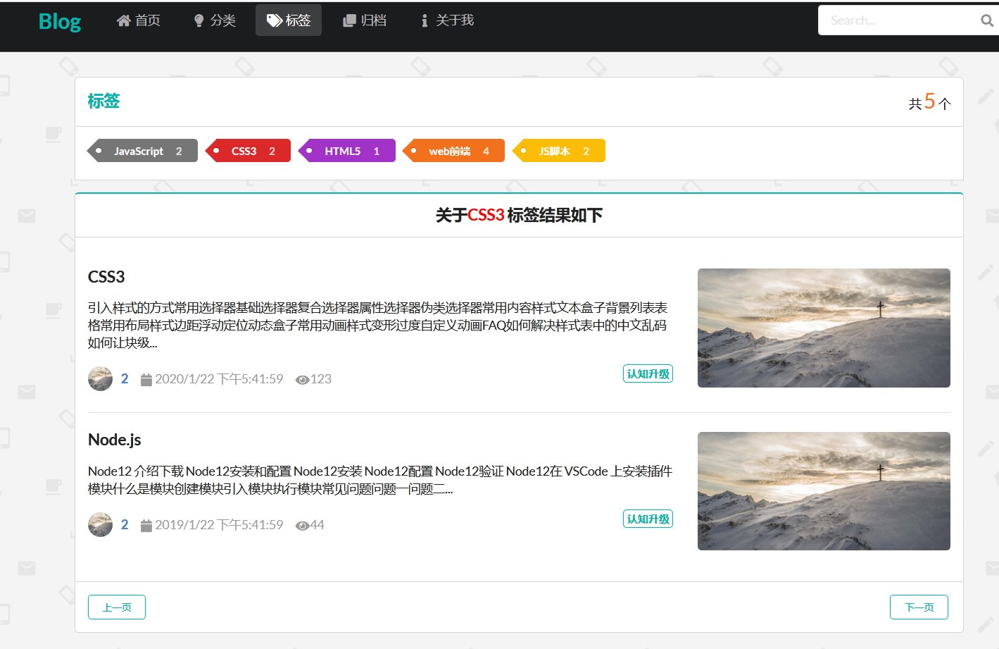 Blog 首页 分类 标签 归档 关于我 Search...
标签 共 5 个
JavaScript 2 CSS3 2 HTML5 1 web前端 4 JS脚本 2
关于CSS3 标签结果如下
CSS3
引入样式的方式常用选择器基础选择器复合选择器属性选择器伪类选择器常用内容样式文本盒子背景列表表
格常用布局样式边距浮动定位动态盒子常用动画样式变形过度自定义动画FAQ如何解决样式表中的中文乱码
如何让块级...
2 2020/1/22 下午5:41:59 123 认知升级
Node.js
Node12 介绍下载 Node12安装和配置 Node12安装 Node12配置 Node12验证 Node12在 VSCode 上安装插件
模块什么是模块创建模块引入模块执行模块常见问题问题一问题二...
2 2019/1/22 下午5:41:59 44 认知升级
上一页 下一页